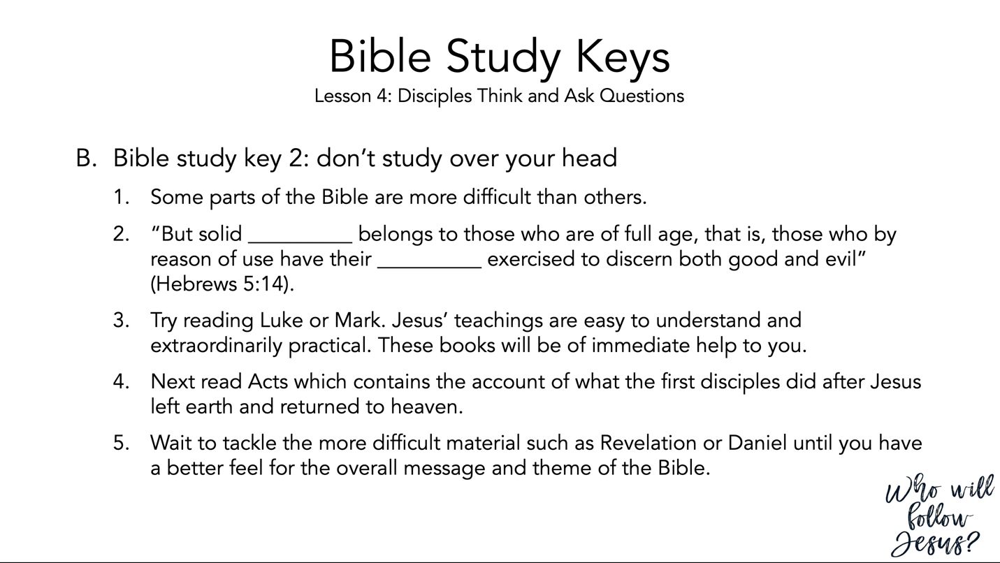 Bible Study Keys
Lesson 4: Disciples Think and Ask Questions
B. Bible study key 2: don’t study over your head
1. Some parts of the Bible are more difficult than others.
2. “But solid __________ belongs to those who are of full age, that is, those who by
reason of use have their __________ exercised to discern both good and evil”
(Hebrews 5:14).
3. Try reading Luke or Mark. Jesus’ teachings are easy to understand and
extraordinarily practical. These books will be of immediate help to you.
4. Next read Acts which contains the account of what the first disciples did after Jesus
left earth and returned to heaven.
5. Wait to tackle the more difficult material such as Revelation or Daniel until you have
a better feel for the overall message and theme of the Bible.
Who will
follow
Jesus?